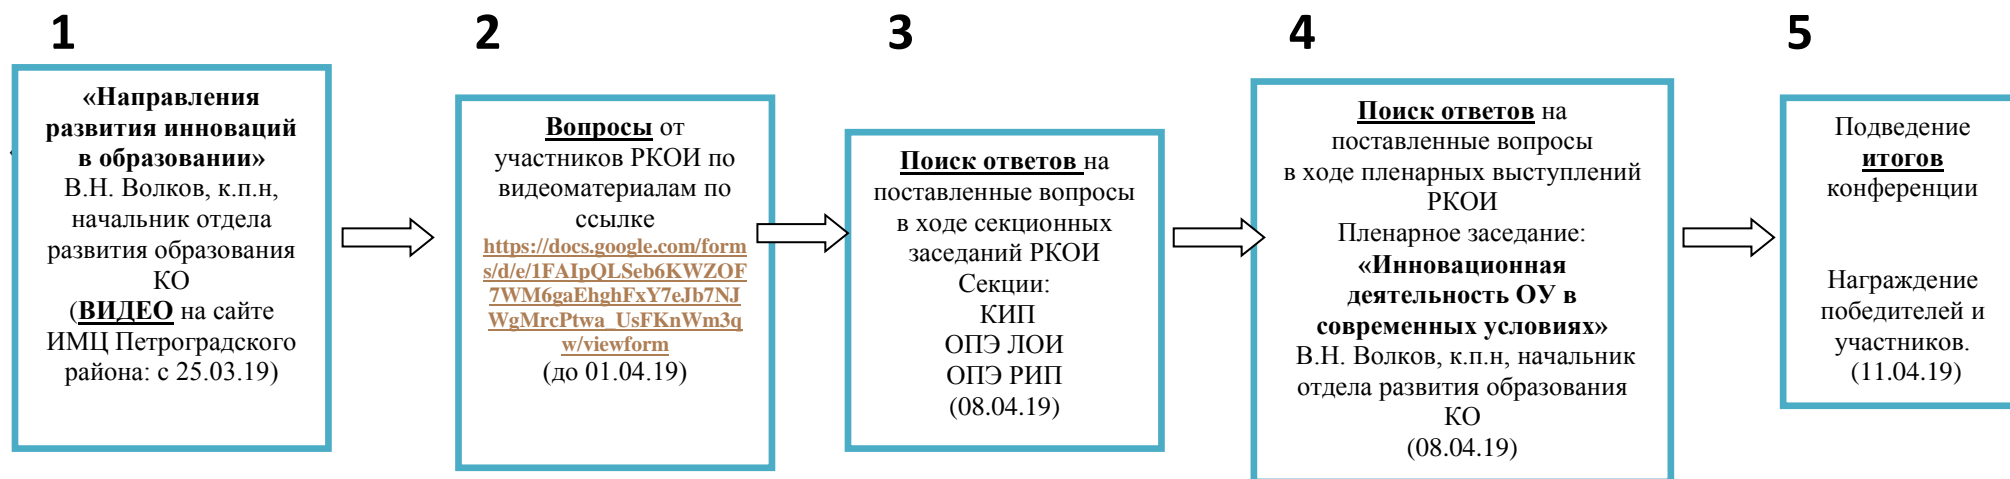 1
«Направления
развития инноваций
в образовании»
В.Н. Волков, к.п.н,
начальник отдела
развития образования
КО
(ВИДЕО на сайте
ИМЦ Петроградского
района: с 25.03.19)
2
Вопросы от
участников РКОИ по
видеоматериалам по
ссылке
https://docs.google.com/form
s/d/e/1FAIpQLSeb6KWZOF
7WM6gaEhghFxY7eJb7NJ
WgMrcPtwa_UsFKnWm3q
w/viewform
(до 01.04.19)
3
Поиск ответов на
поставленные вопросы
в ходе секционных
заседаний РКОИ
Секции:
КИП
ОПЭ ЛОИ
ОПЭ РИП
(08.04.19)
4
Поиск ответов на
поставленные вопросы
в ходе пленарных выступлений
РКОИ
Пленарное заседание:
«Инновационная
деятельность ОУ в
современных условиях»
В.Н. Волков, к.п.н, начальник
отдела развития образования
КО
(08.04.19)
5
Подведение
итогов
конференции
Награждение
победителей и
участников.
(11.04.19)